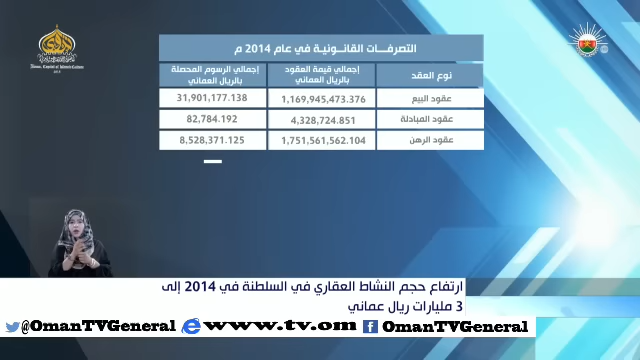 التصرفـــات القانـــونيـة في عام 2014 م
نوع العقد
إجمالي قيمة العقود بالريال العماني
إجمالي الرسوم المحصلة بالريال العماني
عقود البيع 1,169,945,473.376 31,901,177.138
عقود المبادلة 4,328,724.851 82,784.192
عقود الرهن 1,751,561,562.104 8.528,371.125
ارتفاع حجم النشاط العقاري في السلطنة في 2014 إلى
3 مليارات ريال عماني
@OmanTVGeneral www.tv.om OmanTVGeneral